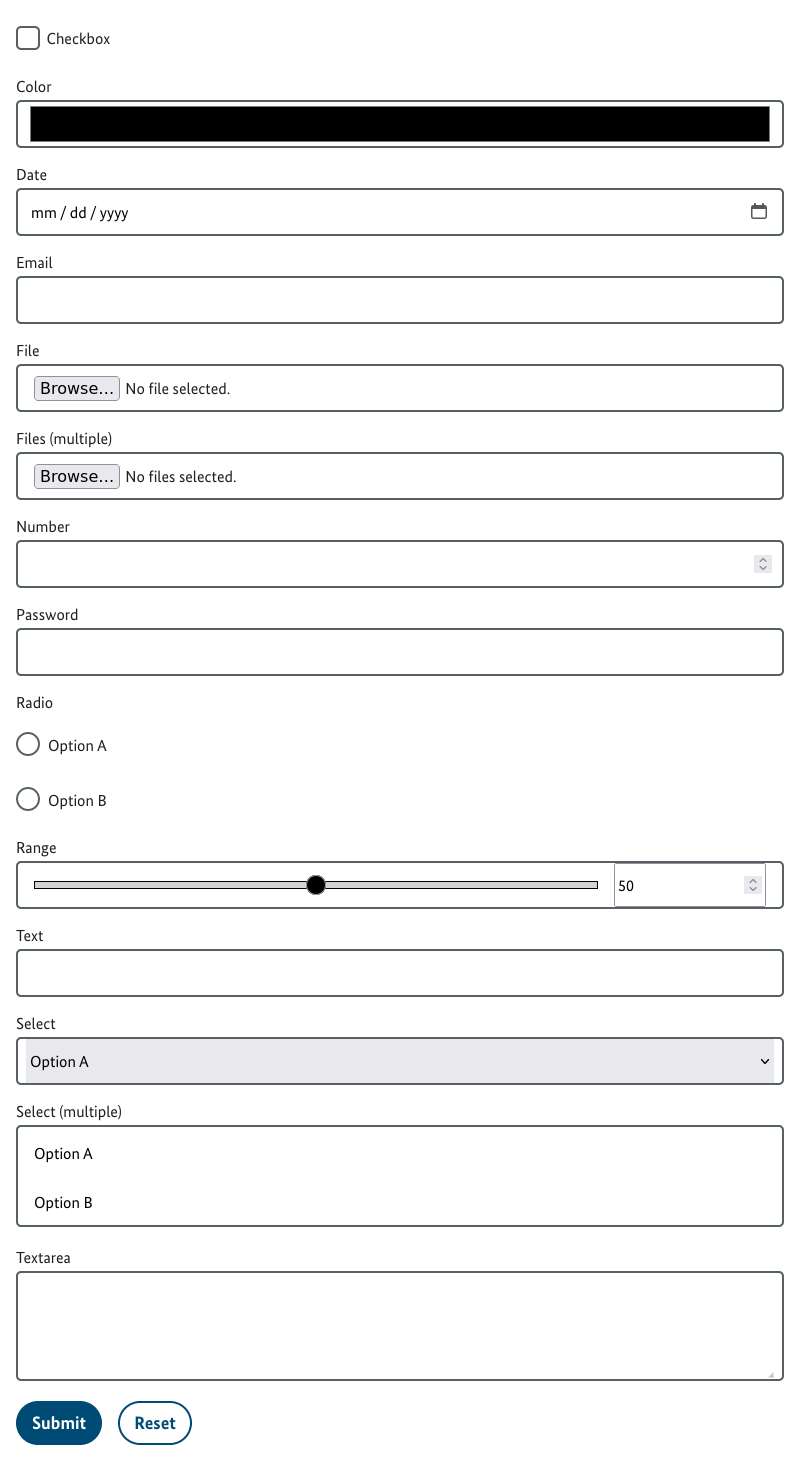 Checkbox
Color
Date
mm / dd / yyyy
Email
File
Browse... No file selected.
Files (multiple)
Browse... No files selected.
Number
Password
Radio
Option A
Option B
Range
50
Text
Select
Option A
Select (multiple)
Option A
Option B
Textarea
Submit Reset